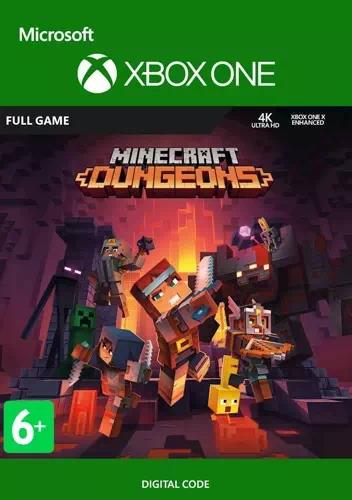 Microsoft
XBOX ONE
FULL GAME
4K
ULTRA HD
XBOX ONE X
ENHANCED
MINECRAFT
DUNGEONS
6+
DIGITAL CODE